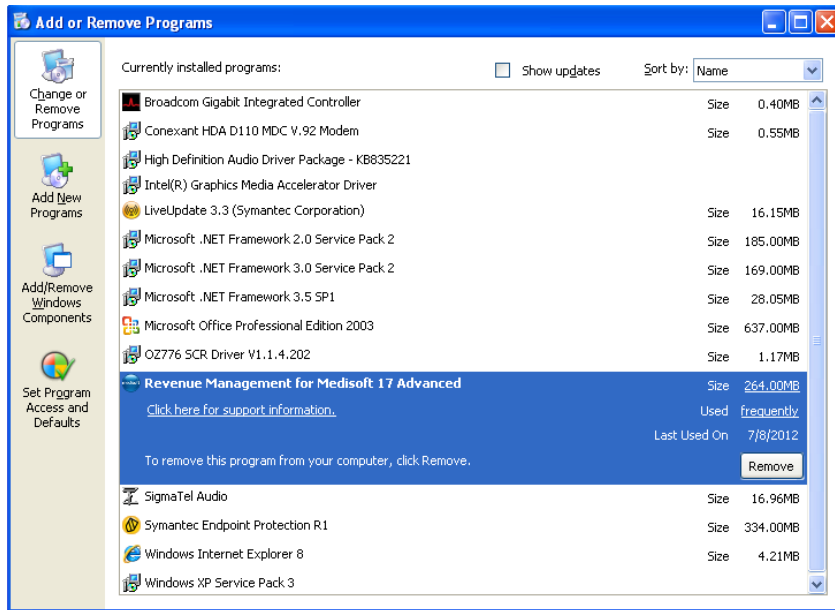 Add or Remove Programs
Change or
Remove
Programs
Add New
Programs
Add/Remove
Windows
Components
Set Program
Access and
Defaults
Currently installed programs:
Show updates
Sort by: Name
Broadcom Gigabit Integrated Controller Size 0.40MB
Conexant HDA D110 MDC V.92 Modem Size 0.55MB
High Definition Audio Driver Package - KB835221
Intel(R) Graphics Media Accelerator Driver
LiveUpdate 3.3 (Symantec Corporation) Size 16.15MB
Microsoft .NET Framework 2.0 Service Pack 2 Size 185.00MB
Microsoft .NET Framework 3.0 Service Pack 2 Size 169.00MB
Microsoft .NET Framework 3.5 SP1 Size 28.05MB
Microsoft Office Professional Edition 2003 Size 637.00MB
OZ776 SCR Driver V1.1.4.202 Size 1.17MB
Revenue Management for Medisoft 17 Advanced Size 264.00MB
Click here for support information. Used frequently
Last Used On 7/8/2012
To remove this program from your computer, click Remove. Remove
SigmaTel Audio Size 16.96MB
Symantec Endpoint Protection R1 Size 334.00MB
Windows Internet Explorer 8 Size 4.21MB
Windows XP Service Pack 3